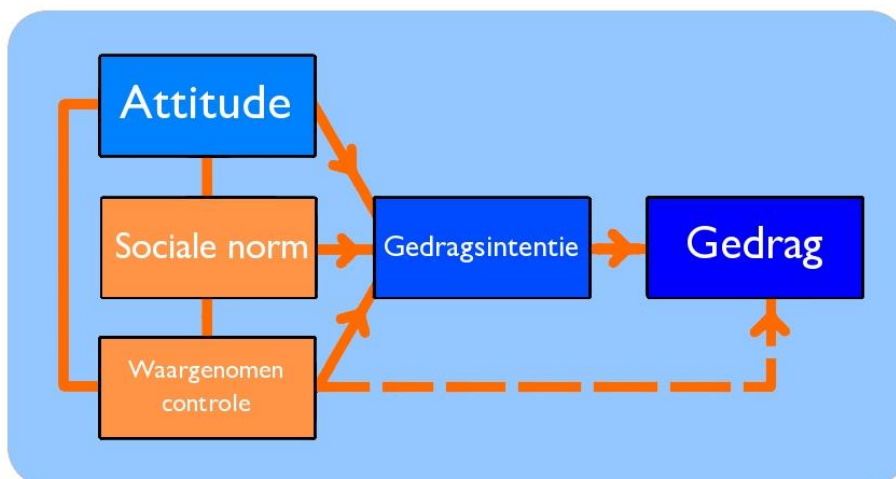 Attitude
Sociale norm
Gedragsintentie
Gedrag
Waargenomen
controle